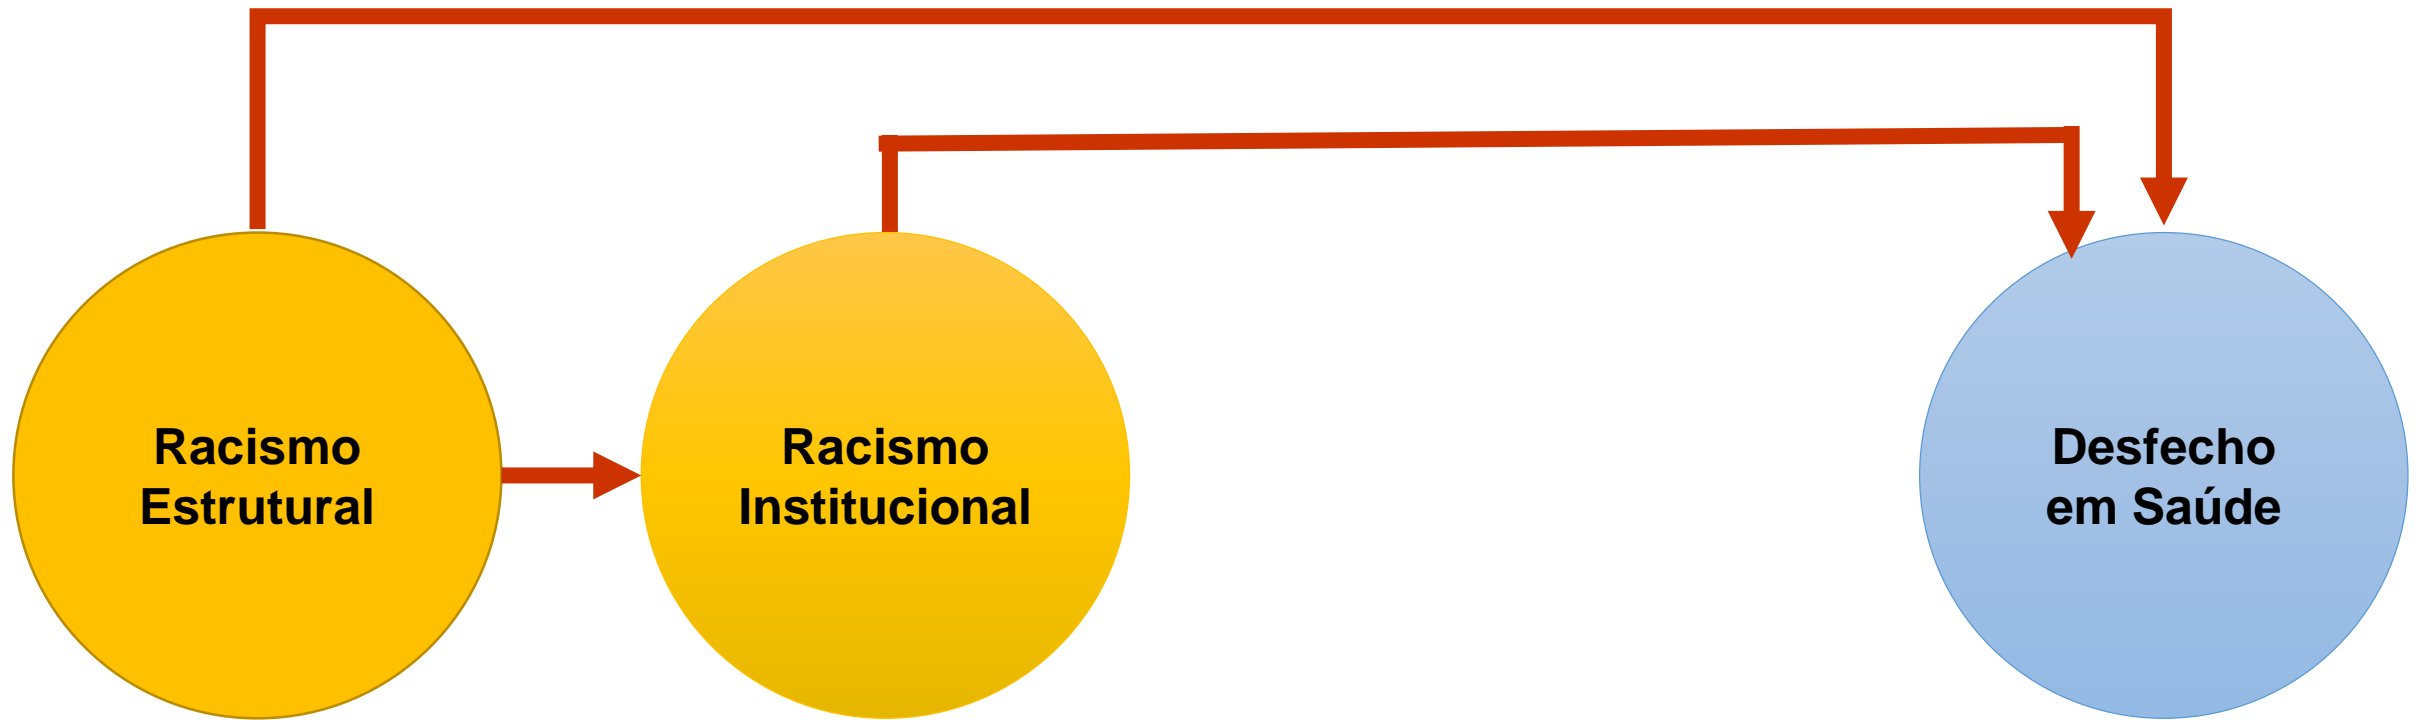 Racismo
Estrutural
Racismo
Institucional
Desfecho
em Saúde